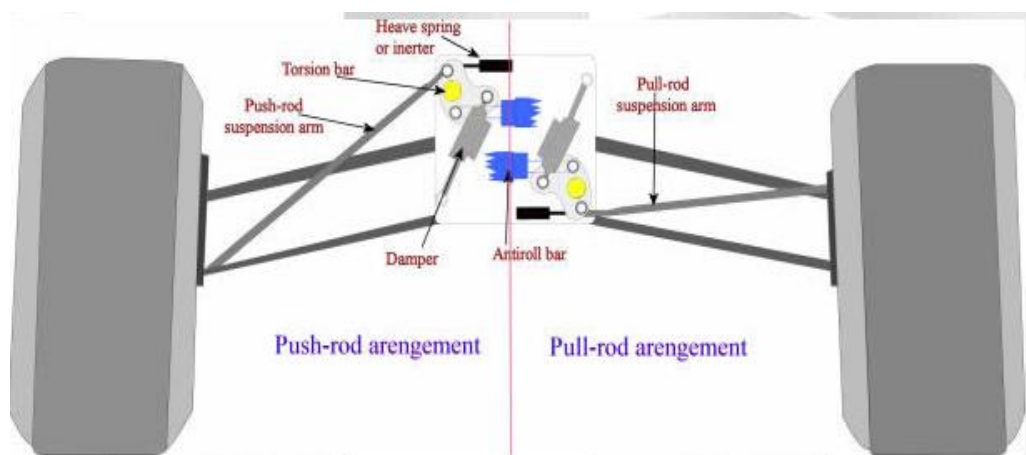 Heave spring
or inerter
Torsion bar
Push-rod
suspension arm
Pull-rod
suspension arm
Damper
Antiroll bar
Push-rod arengement
Pull-rod arengement